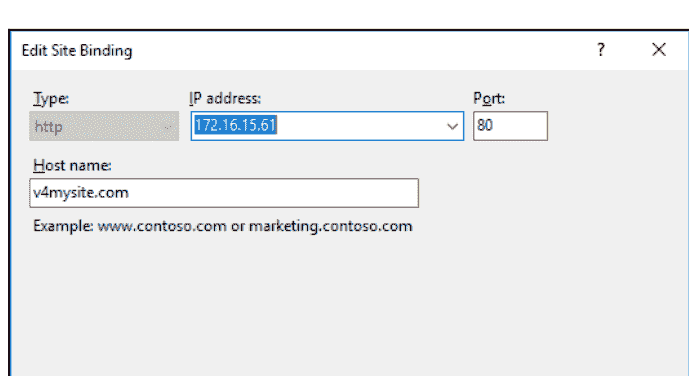 Edit Site Binding ?
Type: IP address: Port:
http 172.16.15.61 80
Host name:
v4mysite.com
Example: www.contoso.com or marketing.contoso.com